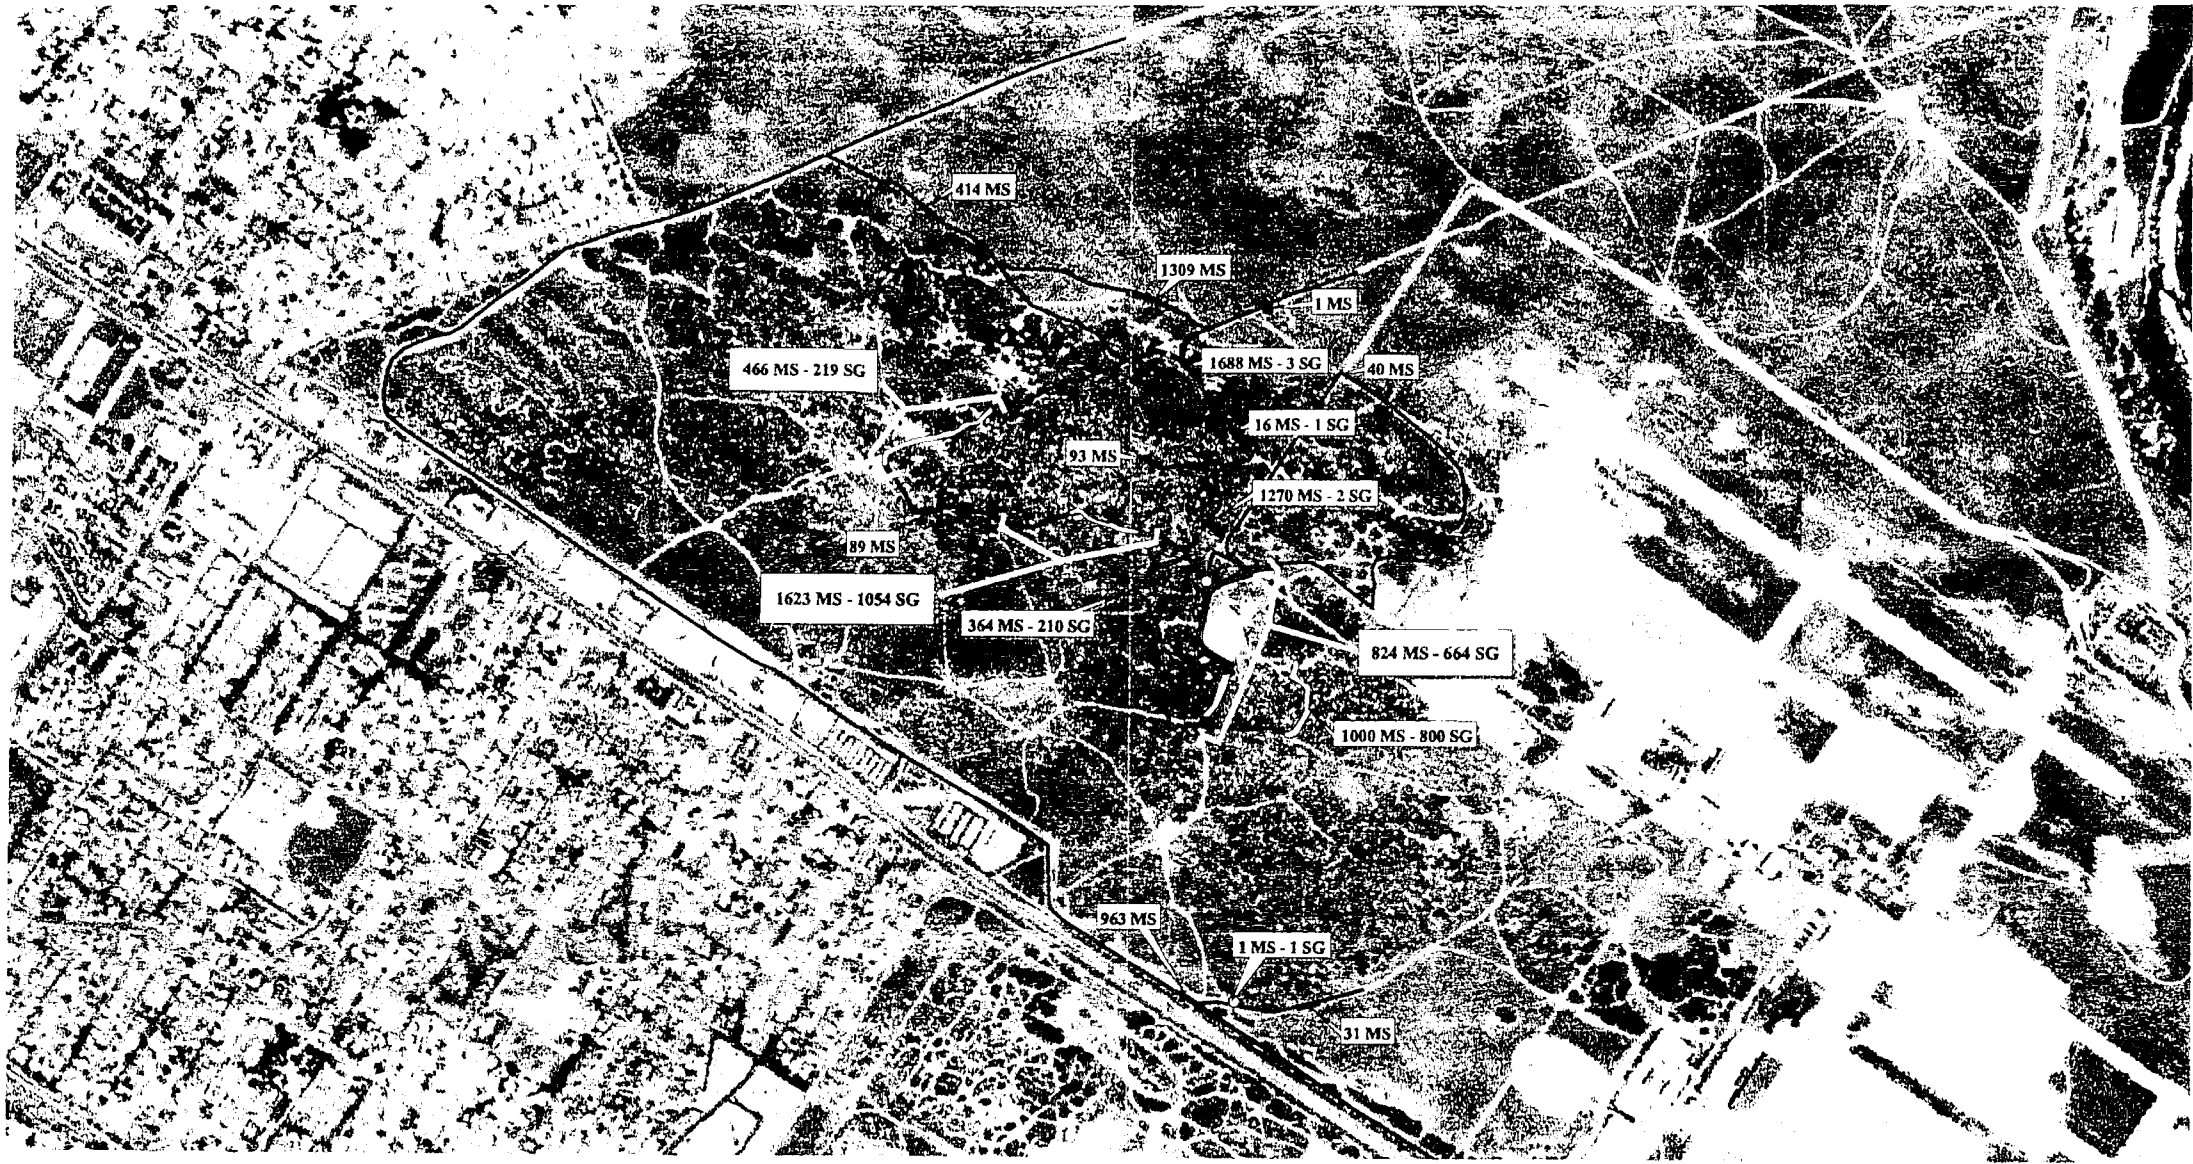 414 MS
1309 MS
1 MS
466 MS - 219 SG
1688 MS - 3 SG
40 MS
16 MS - 1 SG
93 MS
1270 MS - 2 SG
89 MS
1623 MS - 1054 SG
364 MS - 210 SG
824 MS - 664 SG
1000 MS - 800 SG
963 MS
1 MS - 1 SG
31 MS